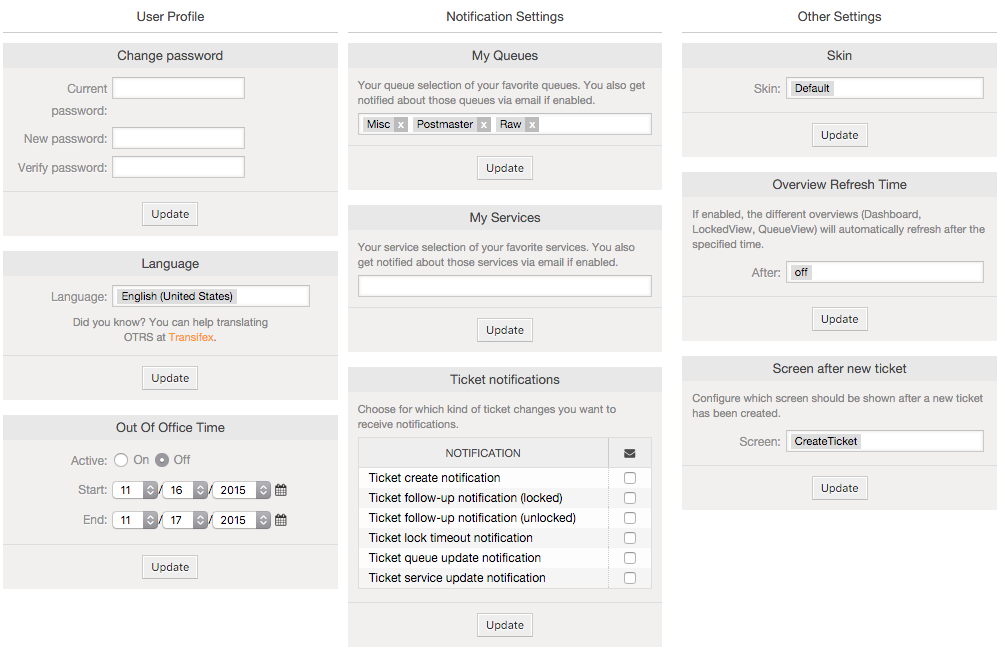 User Profile
Change password
Current
password:
New password:
Verify password:
Update
Language
Language: English (United States)
Did you know? You can help translating
OTRS at Transifex.
Update
Out Of Office Time
Active: On Off
Start: 11 / 16 / 2015
End: 11 / 17 / 2015
Update
Notification Settings
My Queues
Your queue selection of your favorite queues. You also get
notified about those queues via email if enabled.
Misc x Postmaster x Raw x
Update
My Services
Your service selection of your favorite services. You also
get notified about those services via email if enabled.
Update
Ticket notifications
Choose for which kind of ticket changes you want to
receive notifications.
NOTIFICATION
Ticket create notification
Ticket follow-up notification (locked)
Ticket follow-up notification (unlocked)
Ticket lock timeout notification
Ticket queue update notification
Ticket service update notification
Update
Other Settings
Skin
Skin: Default
Update
Overview Refresh Time
If enabled, the different overviews (Dashboard,
LockedView, QueueView) will automatically refresh after the
specified time.
After: off
Update
Screen after new ticket
Configure which screen should be shown after a new ticket
has been created.
Screen: CreateTicket
Update